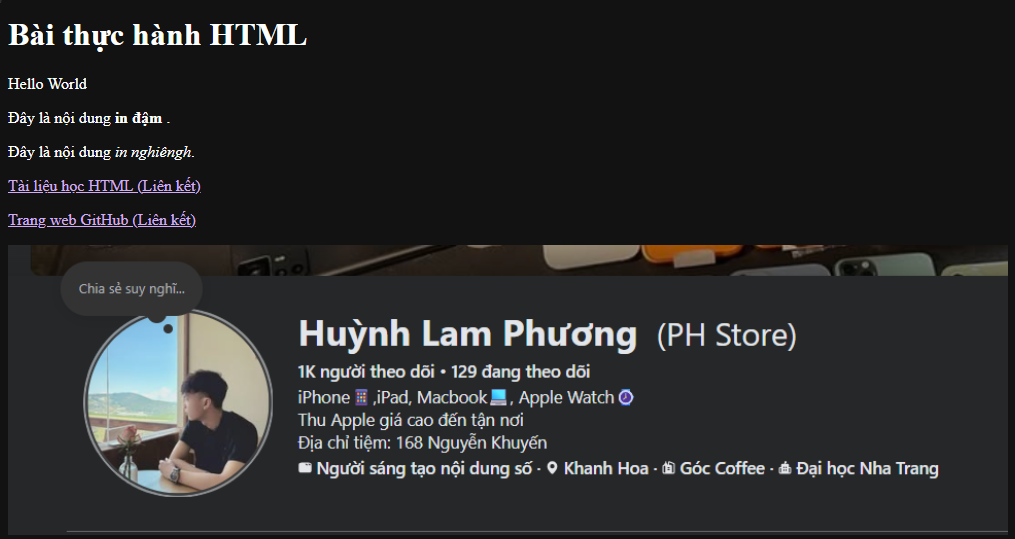 Bài thực hành HTML
Hello World
Đây là nội dung in đậm .
Đây là nội dung in nghiêngh.
Tài liệu học HTML (Liên kết)
Trang web GitHub (Liên kết)
Chia sẻ suy nghĩ...
Huỳnh Lam Phương (PH Store)
1K người theo dõi • 129 đang theo dõi
iPhone 📱,iPad, Macbook💻, Apple Watch⌚
Thu Apple giá cao đến tận nơi
Địa chỉ tiệm: 168 Nguyễn Khuyến
Người sáng tạo nội dung số · Khanh Hoa · Góc Coffee · Đại học Nha Trang